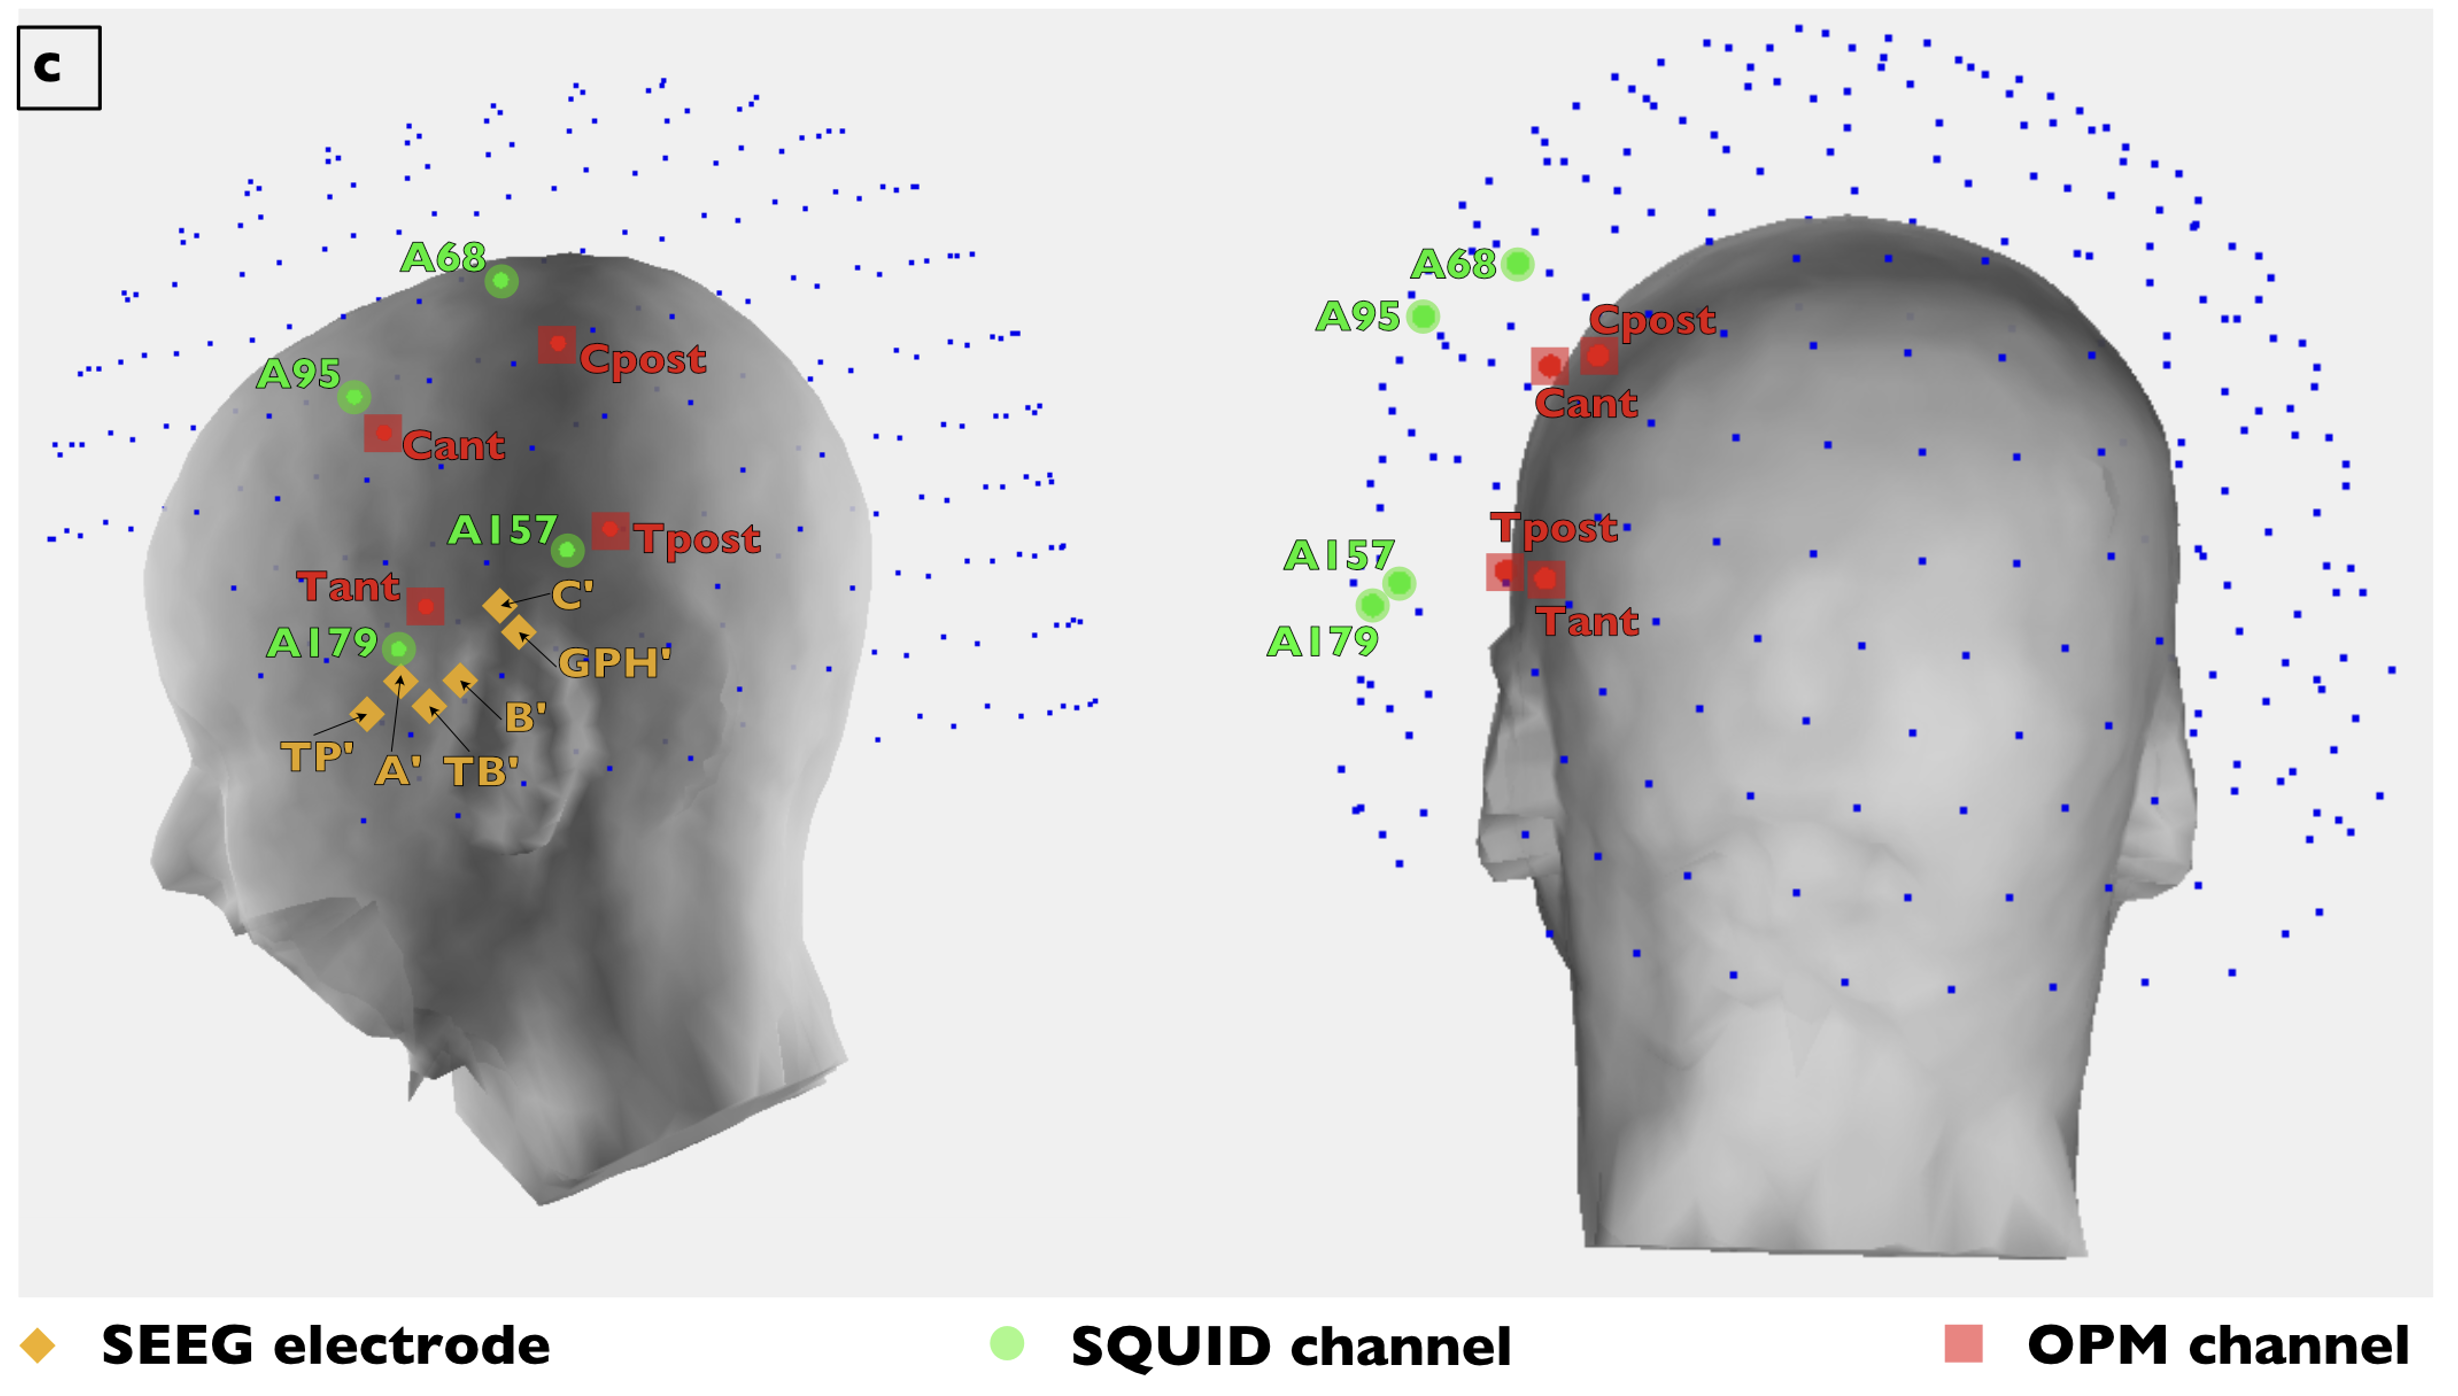 c
A68
Cpost
A95
Cant
A157
Tpost
Tant
C'
A179
GPH'
B'
TP'
A'
TB'
A68
A95
Cpost
Cant
Tpost
A157
Tant
A179
SEEG electrode
SQUID channel
OPM channel